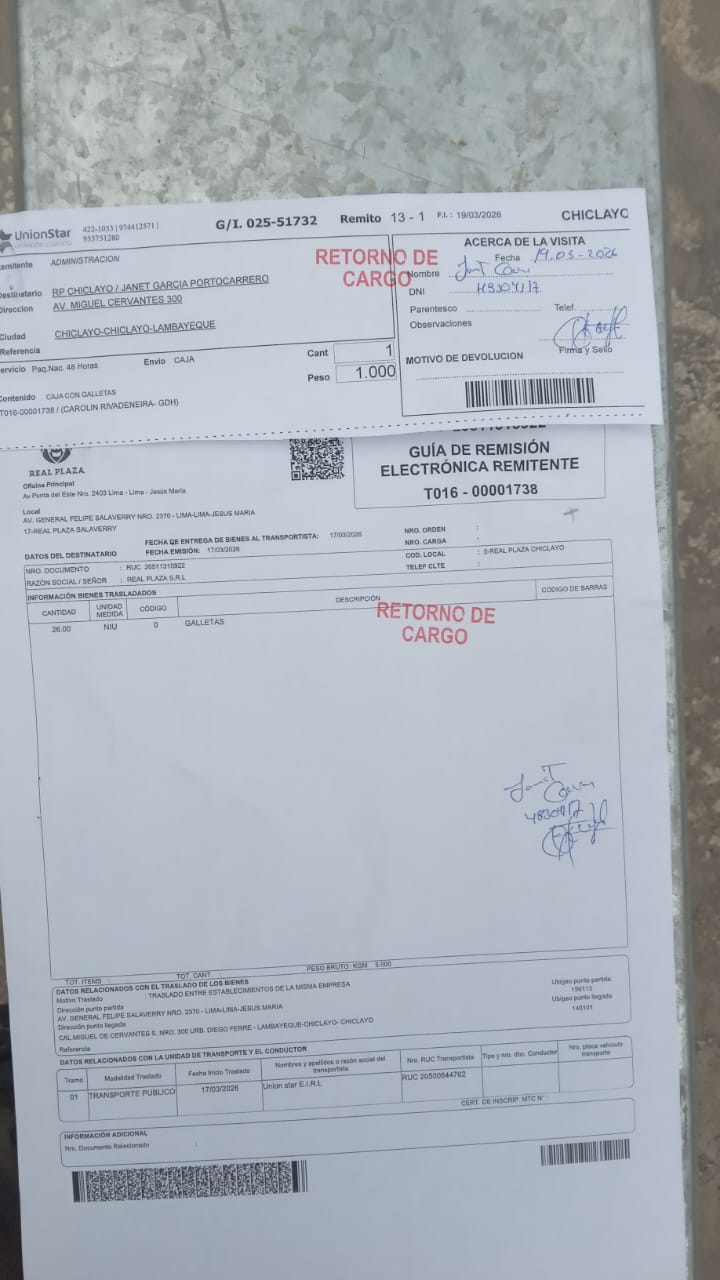 UnionStar 422-1053 | 974412571 |
955751280
G/I. 025-51732 Remito 13 - 1 F.I. : 19/03/2026 CHICLAYO
ADMINISTRACION
RETORNO DE
CARGO
Destinatario RP CHICLAYO / JANET GARCIA PORTOCARRERO
Direccion AV. MIGUEL CERVANTES 300
Ciudad CHICLAYO-CHICLAYO-LAMBAYEQUE
Referencia
Paq.Nac. 48 Horas Envio CAJA
Cant 1
Peso 1.000
Contenido CAJA CON GALLETAS
T016-00001738 / (CAROLIN RIVADENEIRA- GDH)
ACERCA DE LA VISITA
Fecha 19-03-2026
Nombre
DNI
Parentesco Telef.
Observaciones
Firma y Sello
MOTIVO DE DEVOLUCION
REAL PLAZA
Oficina Principal
Av Punta del Este Nro. 2403 Lima - Lima - Jesús María
Local
AV. GENERAL FELIPE SALAVERRY NRO. 2370 - LIMA-LIMA-JESUS MARIA
17-REAL PLAZA SALAVERRY
GUÍA DE REMISIÓN
ELECTRÓNICA REMITENTE
T016 - 00001738
FECHA DE ENTREGA DE BIENES AL TRANSPORTISTA: 17/03/2026
FECHA EMISIÓN: 17/03/2026
NRO. ORDEN :
NRO. CARGA :
COD. LOCAL : 5-REAL PLAZA CHICLAYO
TELEF CLTE :
DATOS DEL DESTINATARIO
NRO. DOCUMENTO : RUC 20511315922
RAZÓN SOCIAL / SEÑOR : REAL PLAZA S.R.L
INFORMACIÓN BIENES TRASLADADOS
CANTIDAD UNIDAD MEDIDA CÓDIGO DESCRIPCIÓN CÓDIGO DE BARRAS
26.00 NIU 0 GALLETAS
RETORNO DE
CARGO
TOT. ITEMS : TOT. CANT. PESO BRUTO: KGM 5.000
DATOS RELACIONADOS CON EL TRASLADO DE LOS BIENES
Motivo Traslado : TRASLADO ENTRE ESTABLECIMIENTOS DE LA MISMA EMPRESA
Dirección punto partida
AV. GENERAL FELIPE SALAVERRY NRO. 2370 - LIMA-LIMA-JESUS MARIA
Dirección punto llegada
CAL.MIGUEL DE CERVANTES S. NRO. 300 URB. DIEGO FERRE - LAMBAYEQUE-CHICLAYO- CHICLAYO
Referencia
Ubigeo punto partida
150113
Ubigeo punto llegada
140101
DATOS RELACIONADOS CON LA UNIDAD DE TRANSPORTE Y EL CONDUCTOR
Tramo Modalidad Traslado Fecha Inicio Traslado Nombres y apellidos o razón social del transportista Nro. RUC Transportista Tipo y nro. doc. Conductor Nro. placa vehículo transporte
01 TRANSPORTE PUBLICO 17/03/2026 Union star E.I.R.L RUC 20500644762
CERT. DE INSCRIP. MTC N° :
INFORMACIÓN ADICIONAL
Nro. Documento Relacionado :